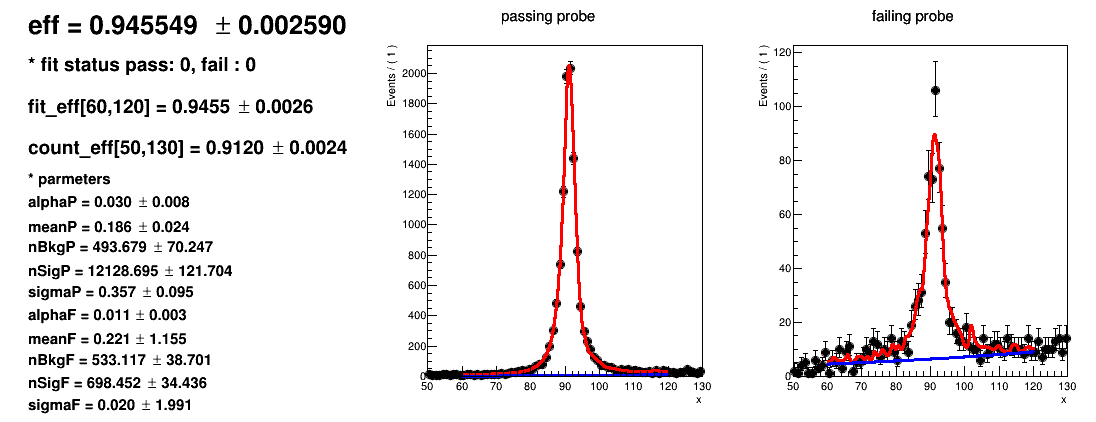 eff = 0.945549 ± 0.002590
* fit status pass: 0, fail : 0
fit_eff[60,120] = 0.9455 ± 0.0026
count_eff[50,130] = 0.9120 ± 0.0024
* parmeters
alphaP = 0.030 ± 0.008
meanP = 0.186 ± 0.024
nBkgP = 493.679 ± 70.247
nSigP = 12128.695 ± 121.704
sigmaP = 0.357 ± 0.095
alphaF = 0.011 ± 0.003
meanF = 0.221 ± 1.155
nBkgF = 533.117 ± 38.701
nSigF = 698.452 ± 34.436
sigmaF = 0.020 ± 1.991
passing probe
Events / ( 1 )
2000
1800
1600
1400
1200
1000
800
600
400
200
0
50 60 70 80 90 100 110 120 130
x
failing probe
Events / ( 1 )
120
100
80
60
40
20
0
50 60 70 80 90 100 110 120 130
x